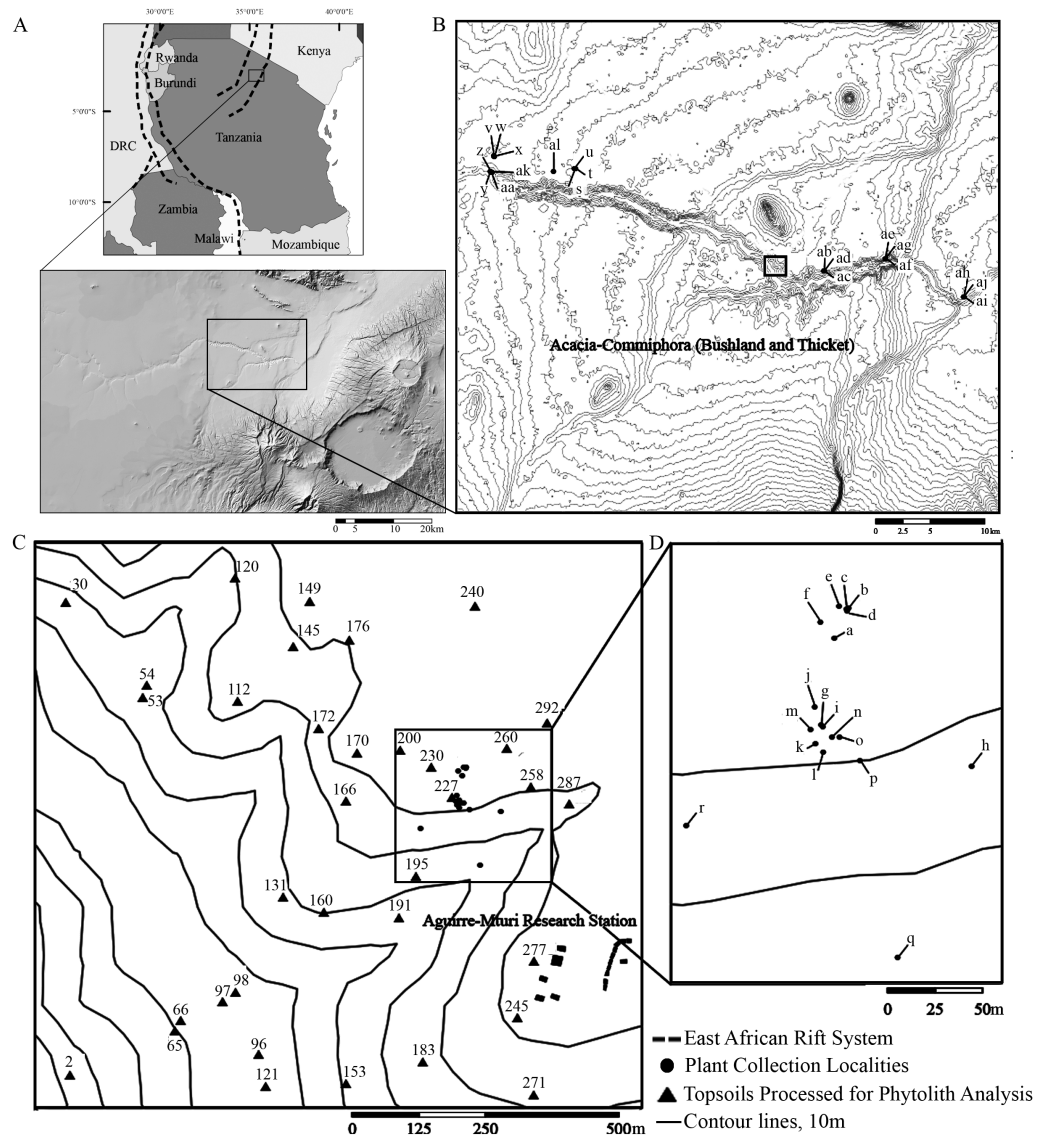 A
30°0'0"E 35°0'0"E 40°0'0"E
Kenya
Rwanda
Burundi
5°0'0"S
Tanzania
DRC
10°0'0"S
Zambia
Malawi
Mozambique
0 5 10 20km
B
v w
z x
al
u
ak
t
y aa
s
ae
ab ad
ag
ac
af
ah
aj
ai
Acacia-Commiphora (Bushland and Thicket)
0 2.5 5 10 km
C
30
120
149
240
145
176
54
53
112
172
292
170
200
260
230
166
227
258
287
195
131
160
191
Aguirre-Mturi Research Station
277
98
97
66
65
245
96
2
121
153
183
271
0 125 250 500m
D
e c b
f
d
a
j
g
i
m
n
k
o
l
p
h
r
q
0 25 50m
East African Rift System
Plant Collection Localities
Topsoils Processed for Phytolith Analysis
Contour lines, 10m